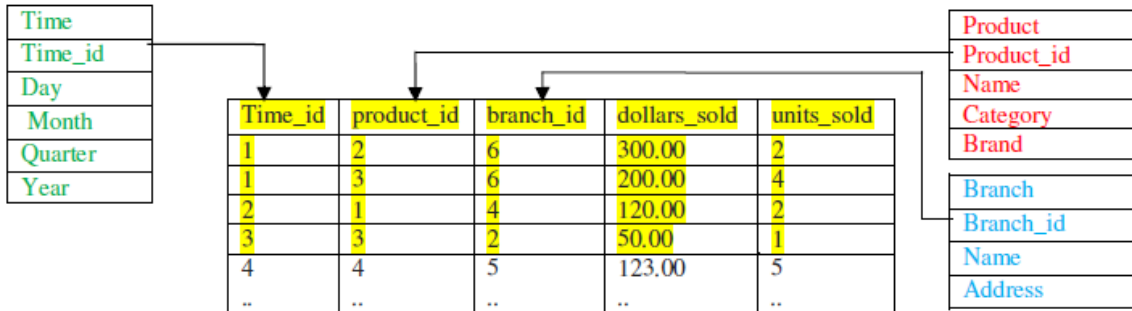 Time
Time_id
Day
Month
Quarter
Year
Time_id product_id branch_id dollars_sold units_sold
1 2 6 300.00 2
1 3 6 200.00 4
2 1 4 120.00 2
3 3 2 50.00 1
4 4 5 123.00 5
.. .. .. .. ..
Product
Product_id
Name
Category
Brand
Branch
Branch_id
Name
Address